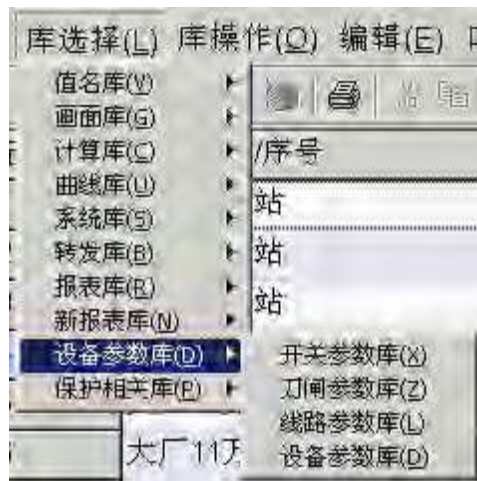 库选择(L) 库操作(O) 编辑(E)
值名库(V)
画面库(G)
计算库(C)
/序号
曲线库(U)
站
系统库(S)
转发库(B)
站
报表库(R)
站
新报表库(N)
设备参数库(D)
开关参数库(X)
保护相关库(P)
刀闸参数库(Z)
线路参数库(L)
大厂11万
设备参数库(D)